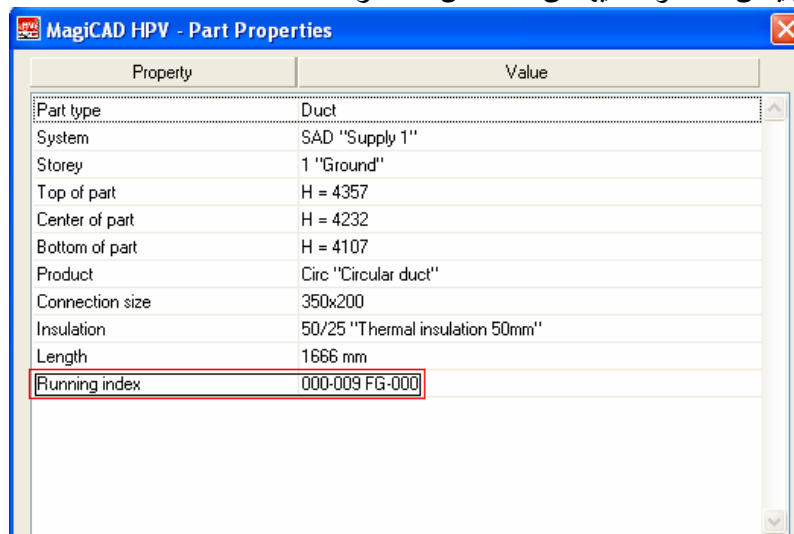 MagiCAD HPV - Part Properties
Property Value
Part type Duct
System SAD "Supply 1"
Storey 1 "Ground"
Top of part H = 4357
Center of part H = 4232
Bottom of part H = 4107
Product Circ "Circular duct"
Connection size 350x200
Insulation 50/25 "Thermal insulation 50mm"
Length 1666 mm
Running index 000-009 FG-000